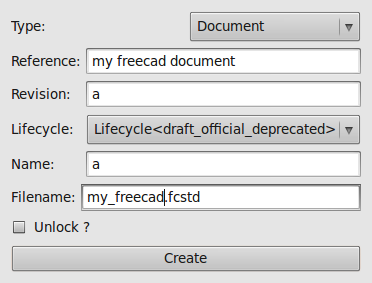 Type: Document
Reference: my freecad document
Revision: a
Lifecycle: Lifecycle<draft_official_deprecated>
Name: a
Filename: my_freecad.fcstd
Unlock ?
Create